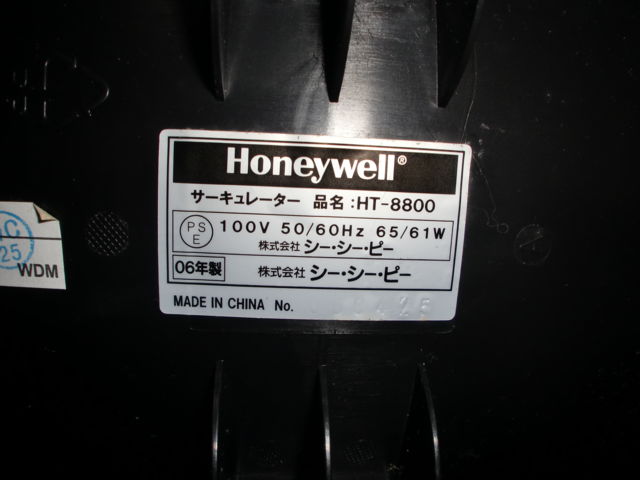 Honeywell®
サーキュレーター 品名:HT-8800
PS
E
100V 50/60Hz 65/61W
株式会社 シー・シー・ピー
06年製 株式会社 シー・シー・ピー
MADE IN CHINA No.
C
25
WDM